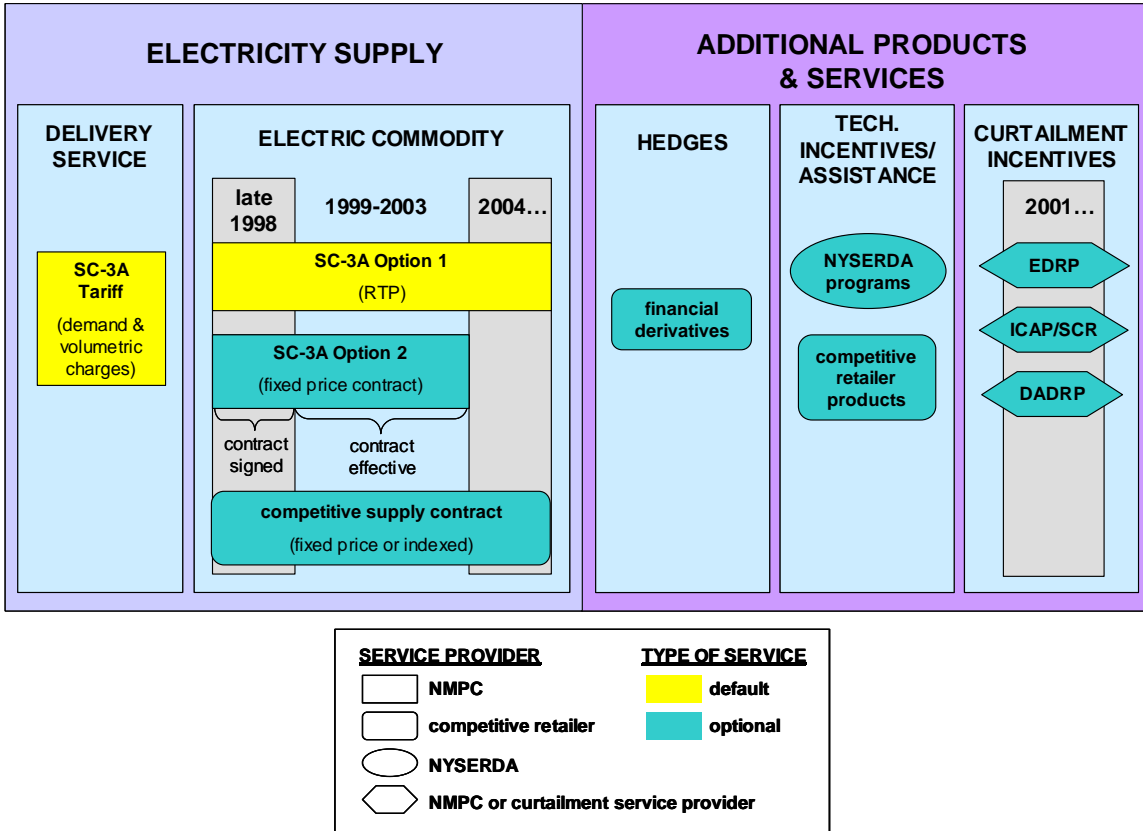 ELECTRICITY SUPPLY
DELIVERY
SERVICE
SC-3A
Tariff
(demand &
volumetric
charges)
ELECTRIC COMMODITY
late
1998
1999-2003
2004...
SC-3A Option 1
(RTP)
SC-3A Option 2
(fixed price contract)
contract
signed
contract
effective
competitive supply contract
(fixed price or indexed)
ADDITIONAL PRODUCTS
& SERVICES
HEDGES
financial
derivatives
TECH.
INCENTIVES/
ASSISTANCE
NYSERDA
programs
competitive
retailer
products
CURTAILMENT
INCENTIVES
2001...
EDRP
ICAP/SCR
DADRP
SERVICE PROVIDER
NMPC
competitive retailer
NYSERDA
NMPC or curtailment service provider
TYPE OF SERVICE
default
optional